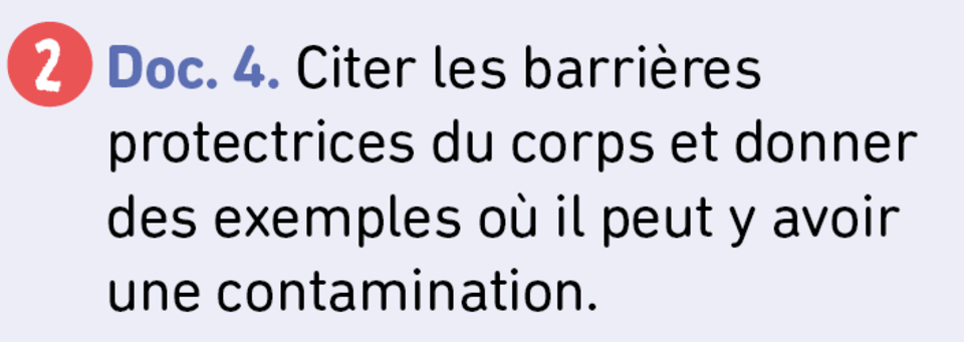 2 Doc. 4. Citer les barrières
protectrices du corps et donner
des exemples où il peut y avoir
une contamination.